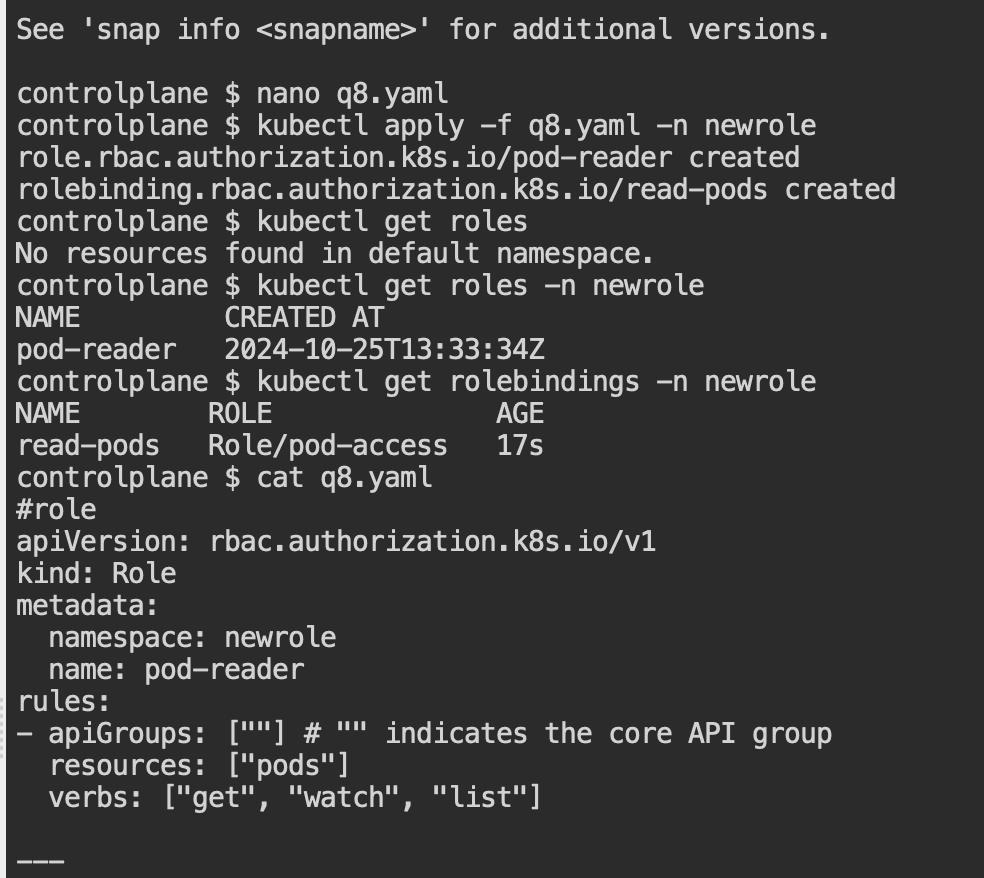 See 'snap info <snapname>' for additional versions.

controlplane $ nano q8.yaml
controlplane $ kubectl apply -f q8.yaml -n newrole
role.rbac.authorization.k8s.io/pod-reader created
rolebinding.rbac.authorization.k8s.io/read-pods created
controlplane $ kubectl get roles
No resources found in default namespace.
controlplane $ kubectl get roles -n newrole
NAME         CREATED AT
pod-reader   2024-10-25T13:33:34Z
controlplane $ kubectl get rolebindings -n newrole
NAME        ROLE              AGE
read-pods   Role/pod-access   17s
controlplane $ cat q8.yaml
#role
apiVersion: rbac.authorization.k8s.io/v1
kind: Role
metadata:
  namespace: newrole
  name: pod-reader
rules:
- apiGroups: [""] # "" indicates the core API group
  resources: ["pods"]
  verbs: ["get", "watch", "list"]

---